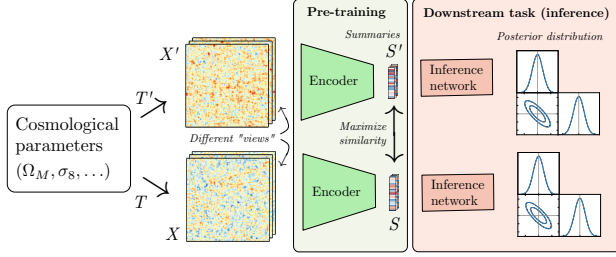 Pre-training
Downstream task (inference)
X′
Summaries
S′
Posterior distribution
Encoder
Inference
network
T′
Cosmological
parameters
(Ω_M, σ_8, . . .)
Different "views"
Maximize
similarity
T
Encoder
Inference
network
X
S